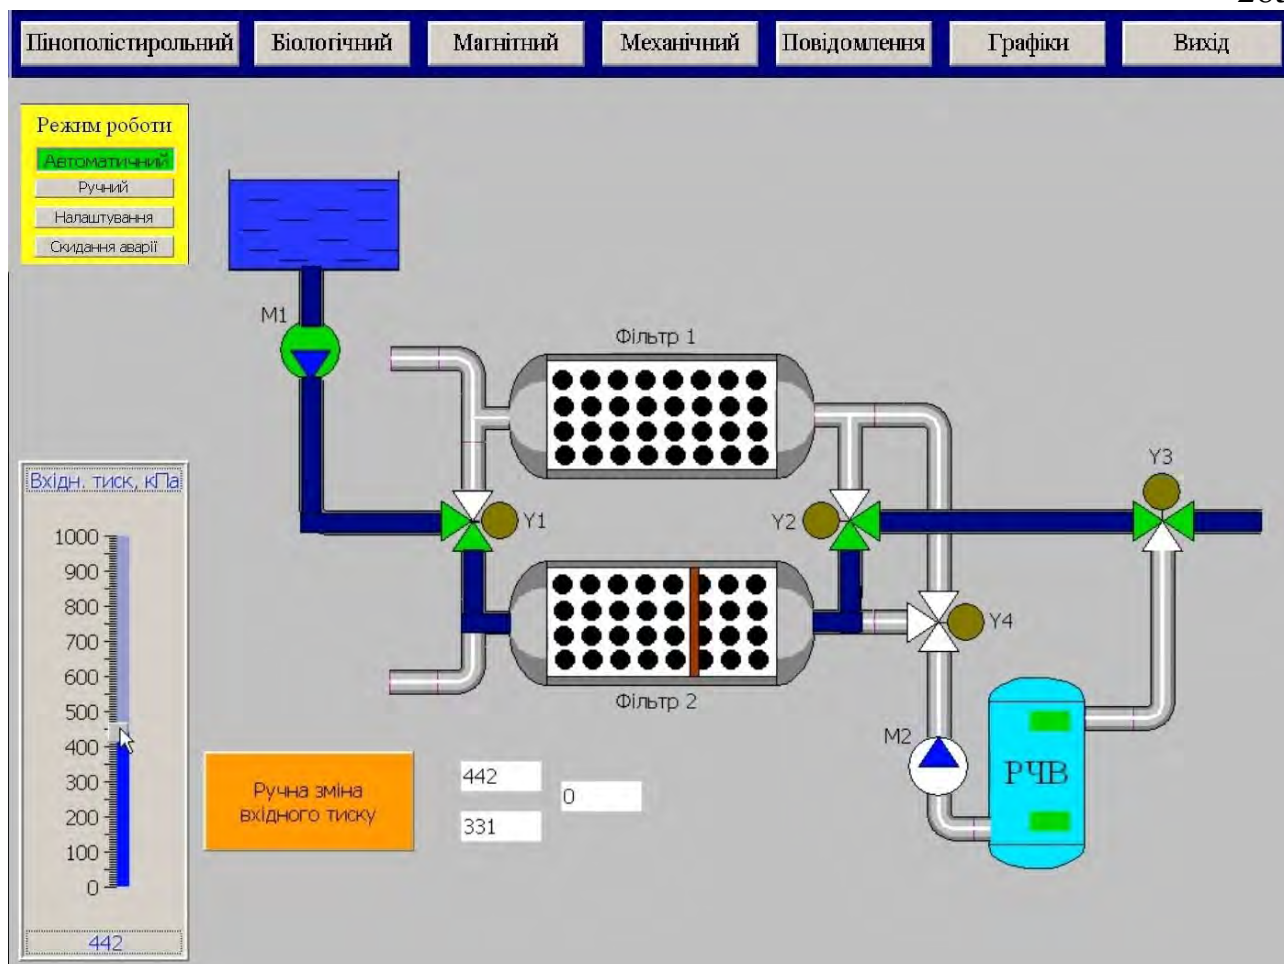 Пінополістирольний
Біологічний
Магнітний
Механічний
Повідомлення
Графіки
Вихід
Режим роботи
Автоматичний
Ручний
Налаштування
Скидання аварії
M1
Фільтр 1
Y3
Вхідн. тиск, кПа
Y1
Y2
1000
900
800
700
600
500
400
300
200
100
0
442
Y4
Фільтр 2
M2
РЧВ
Ручна зміна
вхідного тиску
442
0
331